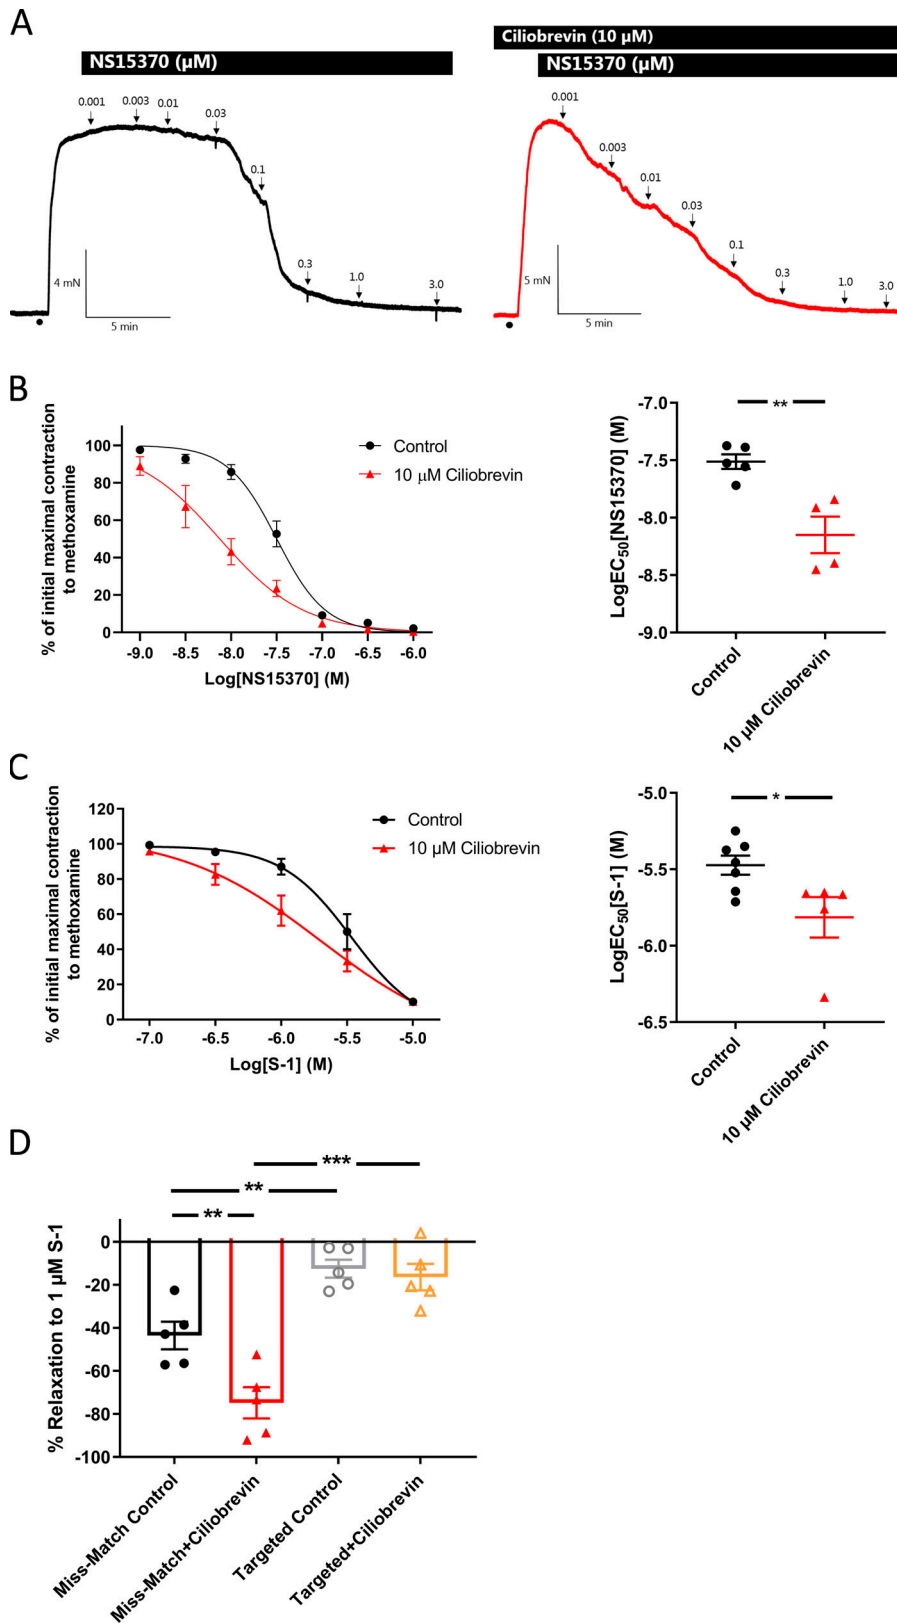 A
NS15370 (µM)
0.001
0.003
0.01
0.03
0.1
0.3
1.0
3.0
4 mN
5 min
Ciliobrevin (10 µM)
NS15370 (µM)
0.001
0.003
0.01
0.03
0.1
0.3
1.0
3.0
5 mN
5 min
B
% of initial maximal contraction
to methoxamine
100
80
60
40
20
0
-9.0
-8.5
-8.0
-7.5
-7.0
-6.5
-6.0
Log[NS15370] (M)
Control
10 µM Ciliobrevin
LogEC50[NS15370] (M)
-7.0
-7.5
-8.0
-8.5
-9.0
**
Control
10 µM Ciliobrevin
C
% of initial maximal contraction
to methoxamine
120
100
80
60
40
20
0
-7.0
-6.5
-6.0
-5.5
-5.0
Log[S-1] (M)
Control
10 µM Ciliobrevin
LogEC50[S-1] (M)
-5.0
-5.5
-6.0
-6.5
*
Control
10 µM Ciliobrevin
D
***
**
**
% Relaxation to 1 µM S-1
0
-20
-40
-60
-80
-100
Miss-Match Control
Miss-Match+Ciliobrevin
Targeted Control
Targeted+Ciliobrevin